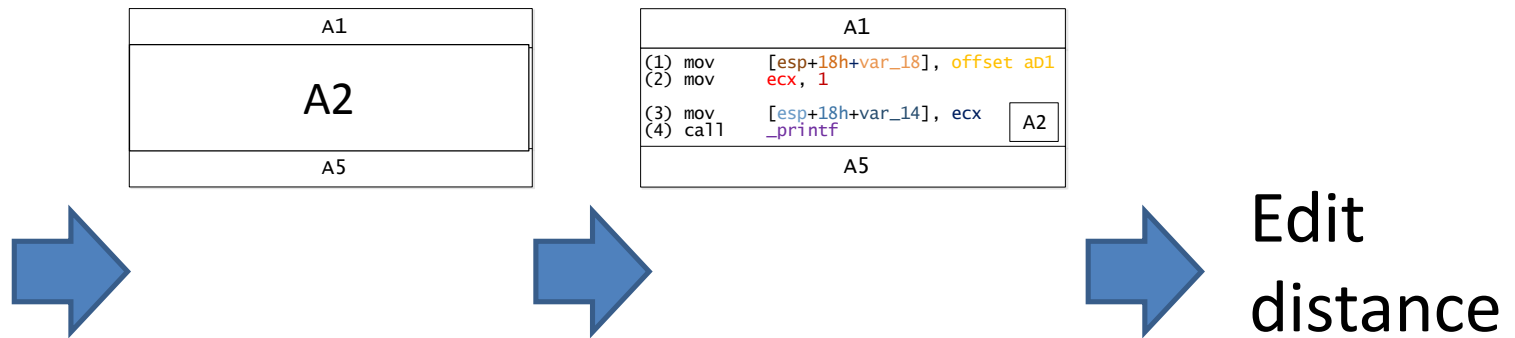 A1
A2
A5
A1
(1) mov [esp+18h+var_18], offset aD1
(2) mov ecx, 1
(3) mov [esp+18h+var_14], ecx
(4) call _printf
A2
A5
Edit
distance